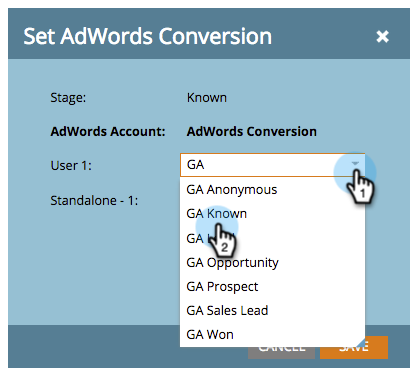 Set AdWords Conversion
Stage: Known
AdWords Account: AdWords Conversion
User 1: GA
1
GA Anonymous
Standalone - 1: GA Known
2
GA
GA Opportunity
GA Prospect
GA Sales Lead
GA Won
CANCEL SAVE